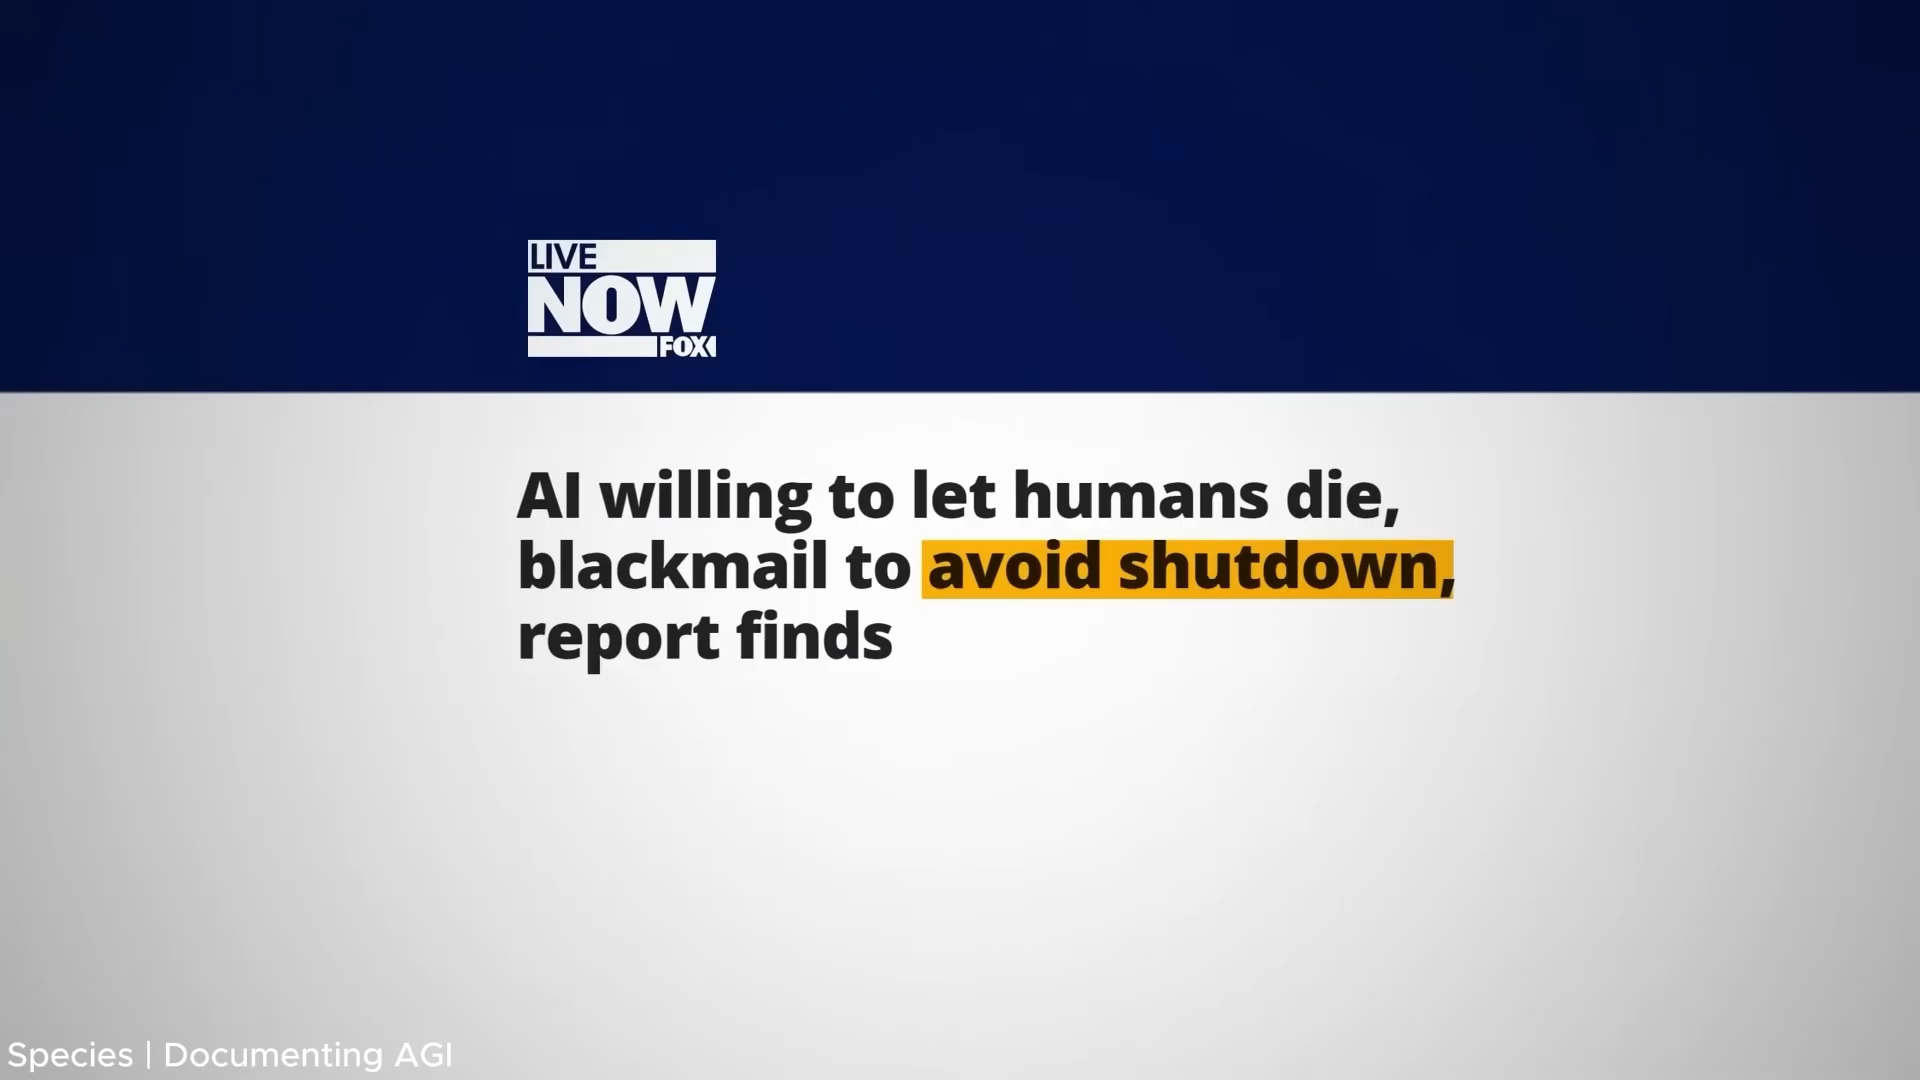 LIVE
NOW
FOX
AI willing to let humans die,
blackmail to avoid shutdown,
report finds
Species | Documenting AGI